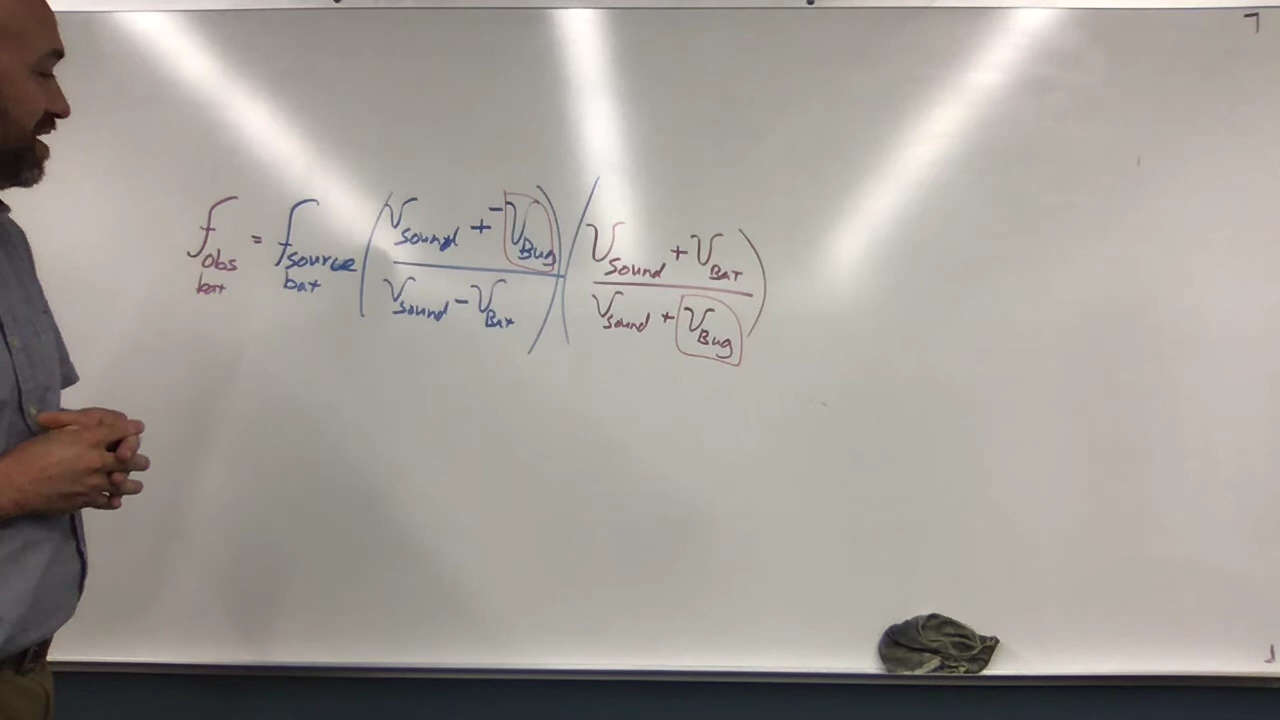 f_obs bat = f_source bat (v_Sound + -v_Bug / v_Sound - v_Bat) (v_Sound + v_Bat / v_Sound + v_Bug)